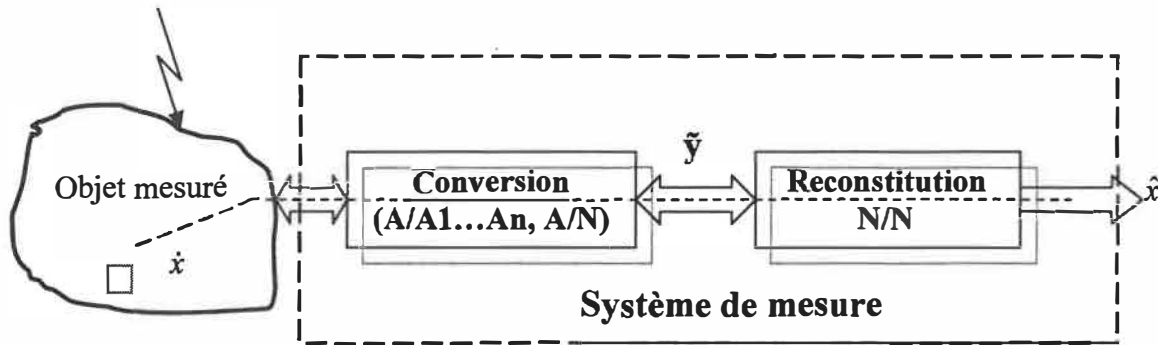 Objet mesuré
ẋ
Conversion
(A/A1...An, A/N)
ỹ
Reconstitution
N/N
x̂
Système de mesure